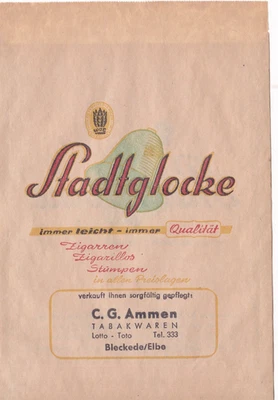 Stadtglocke
Immer leicht - immer Qualität
Zigarren
Zigarillos
Stumpen
in allen Preislagen
verkauft Ihnen sorgfältig gepflegt:
C. G. Ammen
TABAKWAREN
Lotto - Toto Tel. 333
Bleckede/Elbe